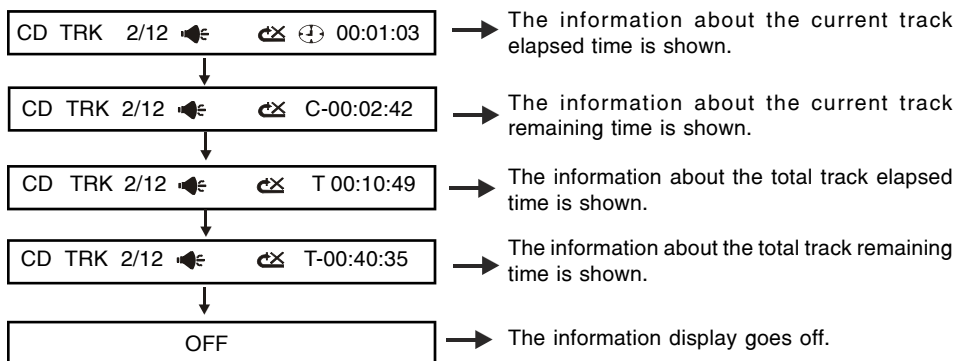 CD TRK 2/12 00:01:03
The information about the current track
elapsed time is shown.
CD TRK 2/12 C-00:02:42
The information about the current track
remaining time is shown.
CD TRK 2/12 T 00:10:49
The information about the total track elapsed
time is shown.
CD TRK 2/12 T-00:40:35
The information about the total track remaining
time is shown.
OFF
The information display goes off.